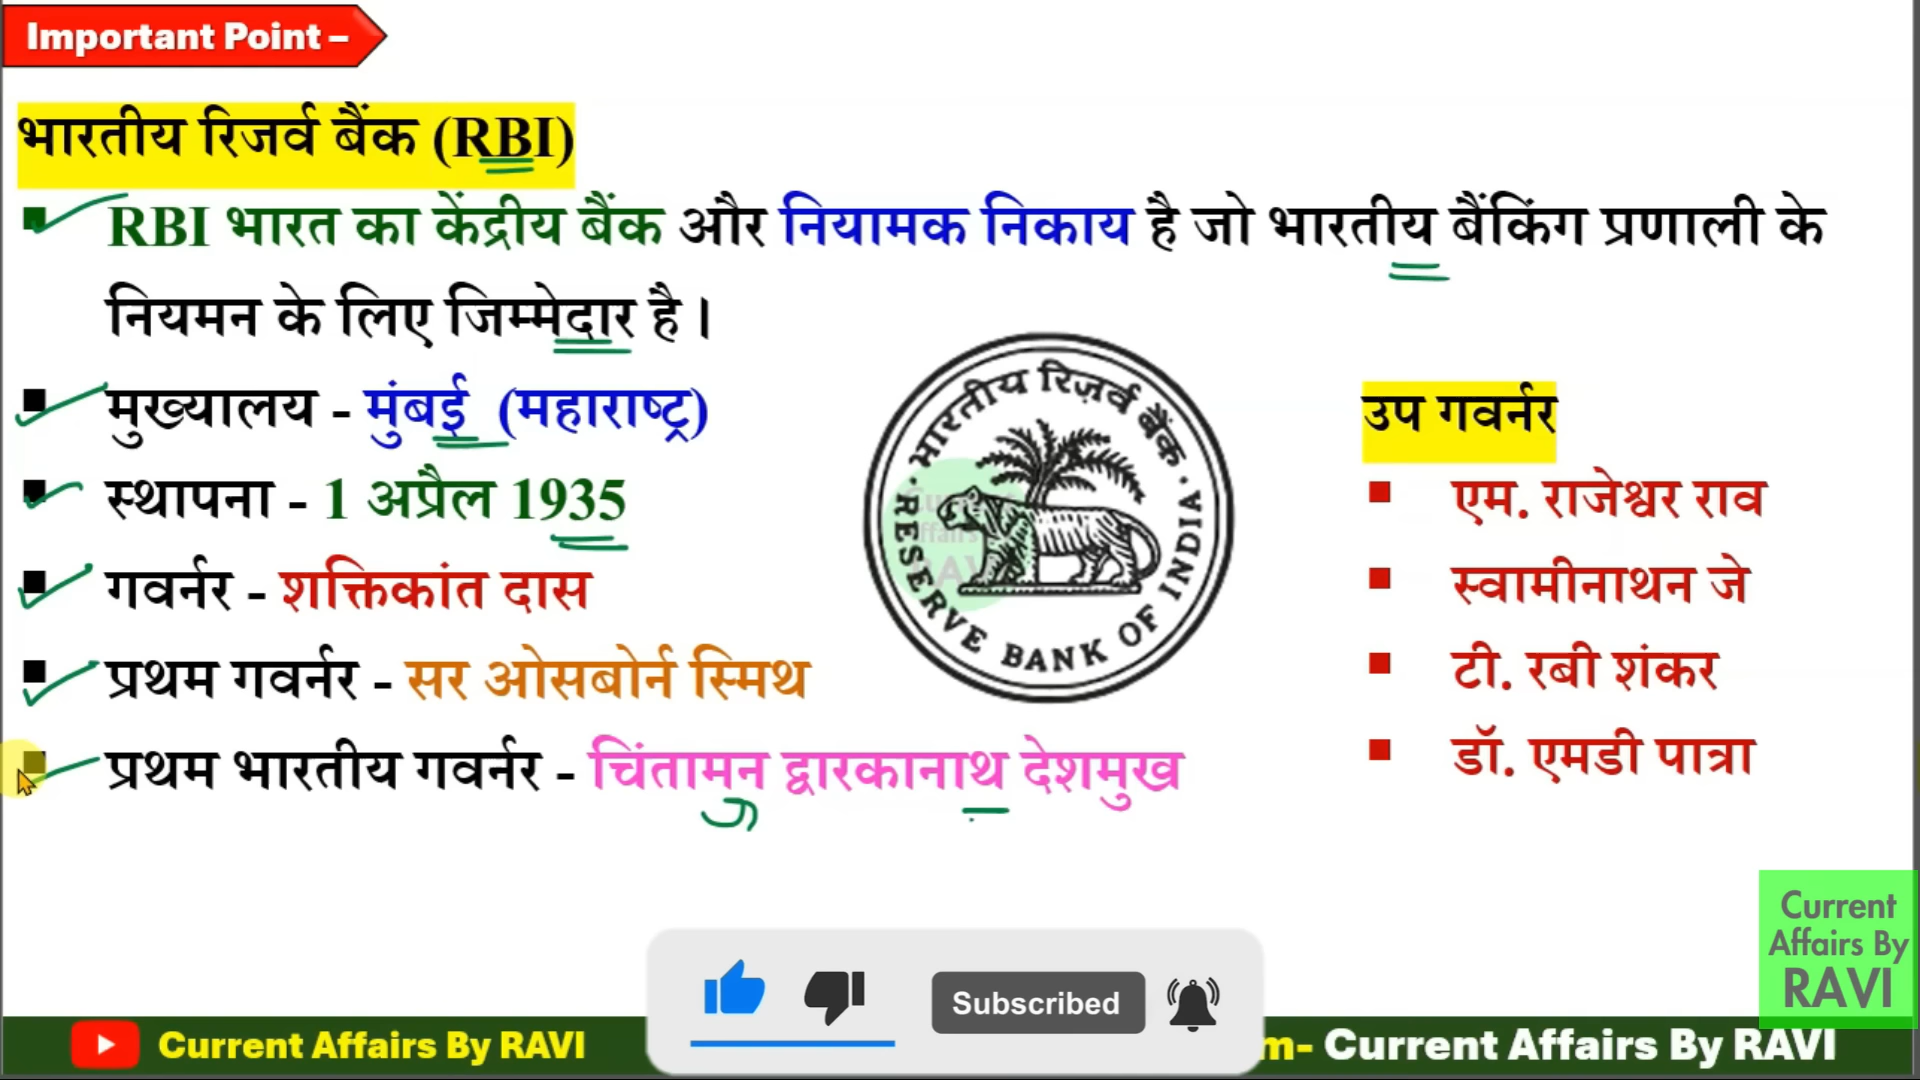 Important Point –
भारतीय रिजर्व बैंक (RBI)
RBI भारत का केंद्रीय बैंक और नियामक निकाय है जो भारतीय बैंकिंग प्रणाली के
नियमन के लिए जिम्मेदार है।
मुख्यालय - मुंबई (महाराष्ट्र)
स्थापना - 1 अप्रैल 1935
गवर्नर - शक्तिकांत दास
प्रथम गवर्नर - सर ओसबोर्न स्मिथ
प्रथम भारतीय गवर्नर - चिंतामन द्वारकानाथ देशमुख
भारतीय रिज़र्व बैंक
RESERVE BANK OF INDIA
उप गवर्नर
एम. राजेश्वर राव
स्वामीनाथन जे
टी. रबी शंकर
डॉ. एमडी पात्रा
Current
Affairs By
RAVI
Subscribed
Current Affairs By RAVI
m- Current Affairs By RAVI